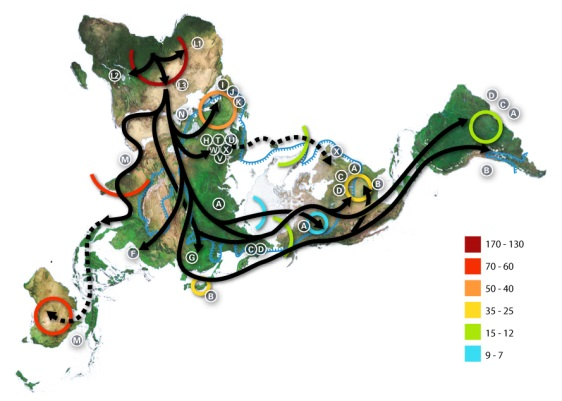 L1
L2
L3
I
J
K
N
H T U
W X
V
M
X
D
C
A
B
A
C
D
B
A
A
F
G
C D
B
M
170 - 130
70 - 60
50 - 40
35 - 25
15 - 12
9 - 7